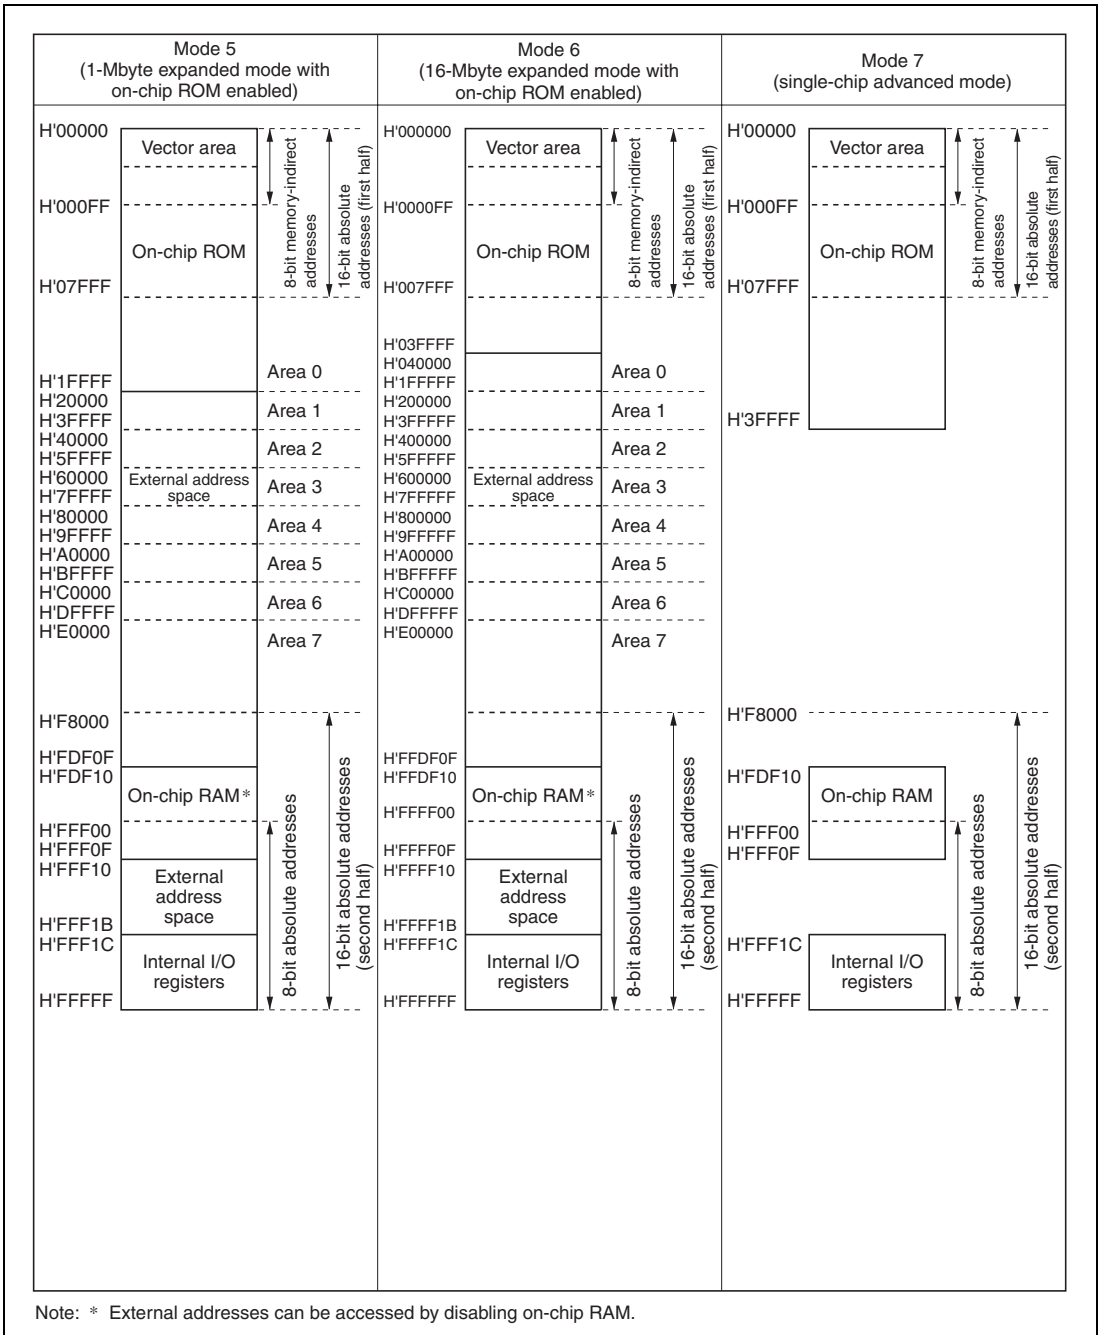 Mode 5
(1-Mbyte expanded mode with
on-chip ROM enabled)
H'00000
Vector area
H'000FF
On-chip ROM
H'07FFF
8-bit memory-indirect
addresses
16-bit absolute
addresses (first half)
H'1FFFF
Area 0
H'20000
H'3FFFF
Area 1
H'40000
H'5FFFF
Area 2
H'60000
H'7FFFF
External address
space
Area 3
H'80000
H'9FFFF
Area 4
H'A0000
H'BFFFF
Area 5
H'C0000
H'DFFFF
Area 6
H'E0000
Area 7
H'F8000
H'FDF0F
H'FDF10
On-chip RAM*
H'FFF00
H'FFF0F
H'FFF10
External
address
space
H'FFF1B
H'FFF1C
Internal I/O
registers
H'FFFFF
8-bit absolute addresses
16-bit absolute addresses
(second half)
Mode 6
(16-Mbyte expanded mode with
on-chip ROM enabled)
H'000000
Vector area
H'0000FF
On-chip ROM
H'007FFF
8-bit memory-indirect
addresses
16-bit absolute
addresses (first half)
H'03FFFF
H'040000
H'1FFFFF
Area 0
H'200000
H'3FFFFF
Area 1
H'400000
H'5FFFFF
Area 2
H'600000
H'7FFFFF
External address
space
Area 3
H'800000
H'9FFFFF
Area 4
H'A00000
H'BFFFFF
Area 5
H'C00000
H'DFFFFF
Area 6
H'E00000
Area 7
H'FFDF0F
H'FFDF10
On-chip RAM*
H'FFFF00
H'FFFF0F
H'FFFF10
External
address
space
H'FFFF1B
H'FFFF1C
Internal I/O
registers
H'FFFFFF
8-bit absolute addresses
16-bit absolute addresses
(second half)
Mode 7
(single-chip advanced mode)
H'00000
Vector area
H'000FF
On-chip ROM
H'07FFF
8-bit memory-indirect
addresses
16-bit absolute
addresses (first half)
H'3FFFF
H'F8000
H'FDF10
On-chip RAM
H'FFF00
H'FFF0F
H'FFF1C
Internal I/O
registers
H'FFFFF
8-bit absolute addresses
16-bit absolute addresses
(second half)
Note: * External addresses can be accessed by disabling on-chip RAM.